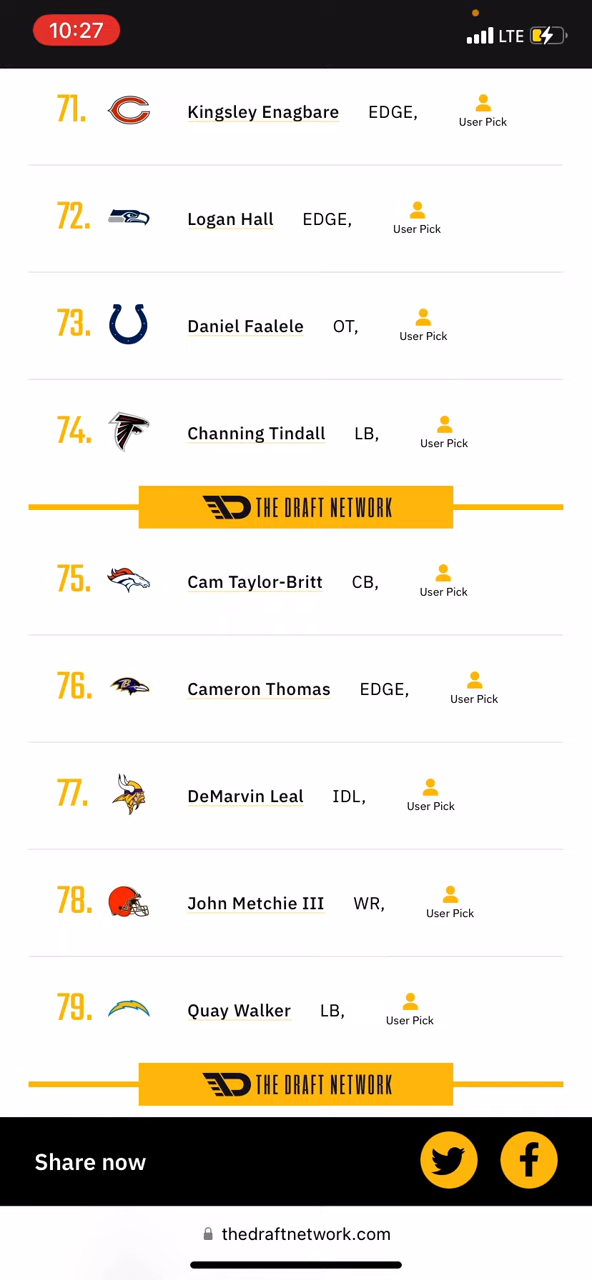 10:27
LTE
71. Kingsley Enagbare EDGE, User Pick
72. Logan Hall EDGE, User Pick
73. Daniel Faalele OT, User Pick
74. Channing Tindall LB, User Pick
THE DRAFT NETWORK
75. Cam Taylor-Britt CB, User Pick
76. Cameron Thomas EDGE, User Pick
77. DeMarvin Leal IDL, User Pick
78. John Metchie III WR, User Pick
79. Quay Walker LB, User Pick
THE DRAFT NETWORK
Share now
thedraftnetwork.com